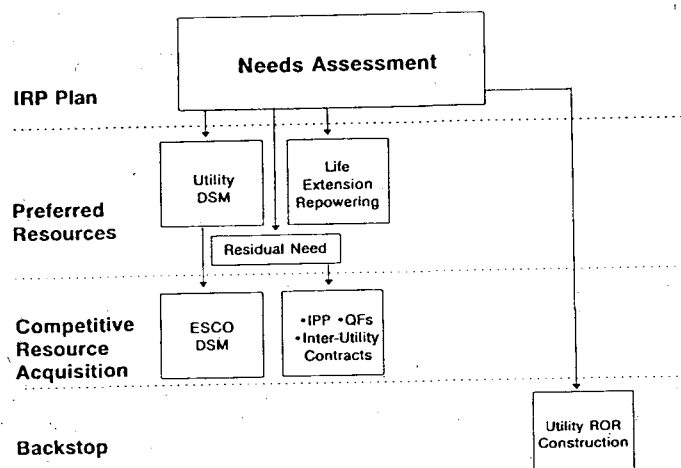 Needs Assessment
IRP Plan
Utility
DSM
Life
Extension
Repowering
Preferred
Resources
Residual Need
Competitive
Resource
Acquisition
ESCO
DSM
•IPP •QFs
•Inter-Utility
Contracts
Utility ROR
Construction
Backstop